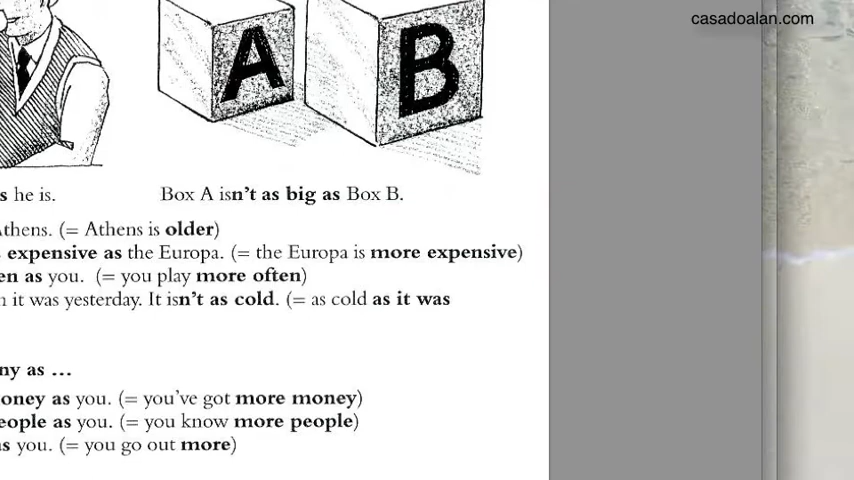 casadoalan.com
A
B
s he is.
Box A isn't as big as Box B.
Athens. (= Athens is older)
expensive as the Europa. (= the Europa is more expensive)
en as you. (= you play more often)
n it was yesterday. It isn't as cold. (= as cold as it was
ny as ...
oney as you. (= you've got more money)
eople as you. (= you know more people)
as you. (= you go out more)